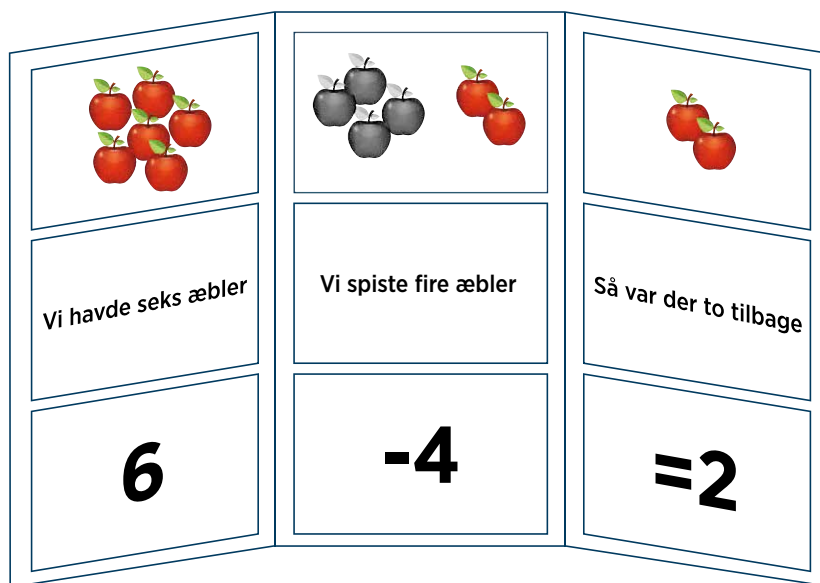 Vi havde seks æbler
Vi spiste fire æbler
Så var der to tilbage
6
-4
=2